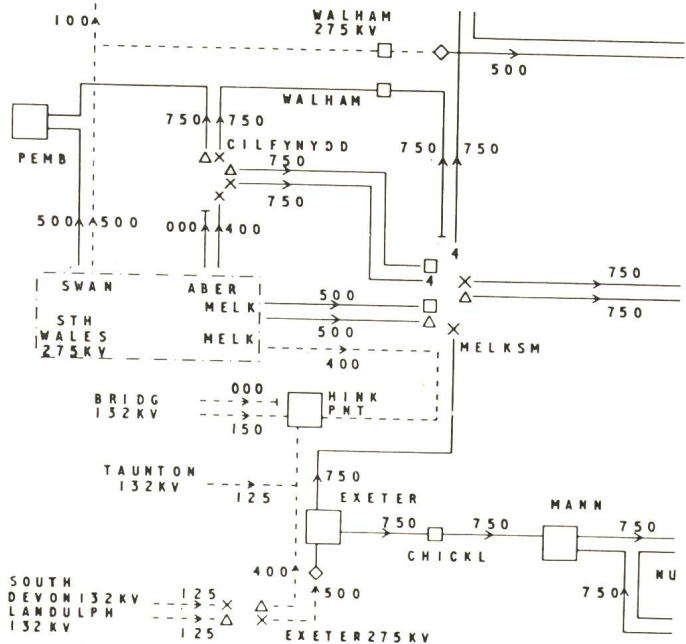 100
WALHAM
275KV
500
WALHAM
750
750
CILFYNYDD
750
750
750
750
PEMB
500
500
000
400
4
4
SWAN
ABER
MELK
500
750
750
STH
WALES
275KV
MELK
500
400
MELKSM
BRIDG
132KV
000
150
HINK
PNT
TAUNTON
132KV
125
750
EXETER
MANN
750
750
750
CHICKL
NU
750
SOUTH
DEVON 132KV
LANDULPH
132KV
125
125
400
500
EXETER 275KV